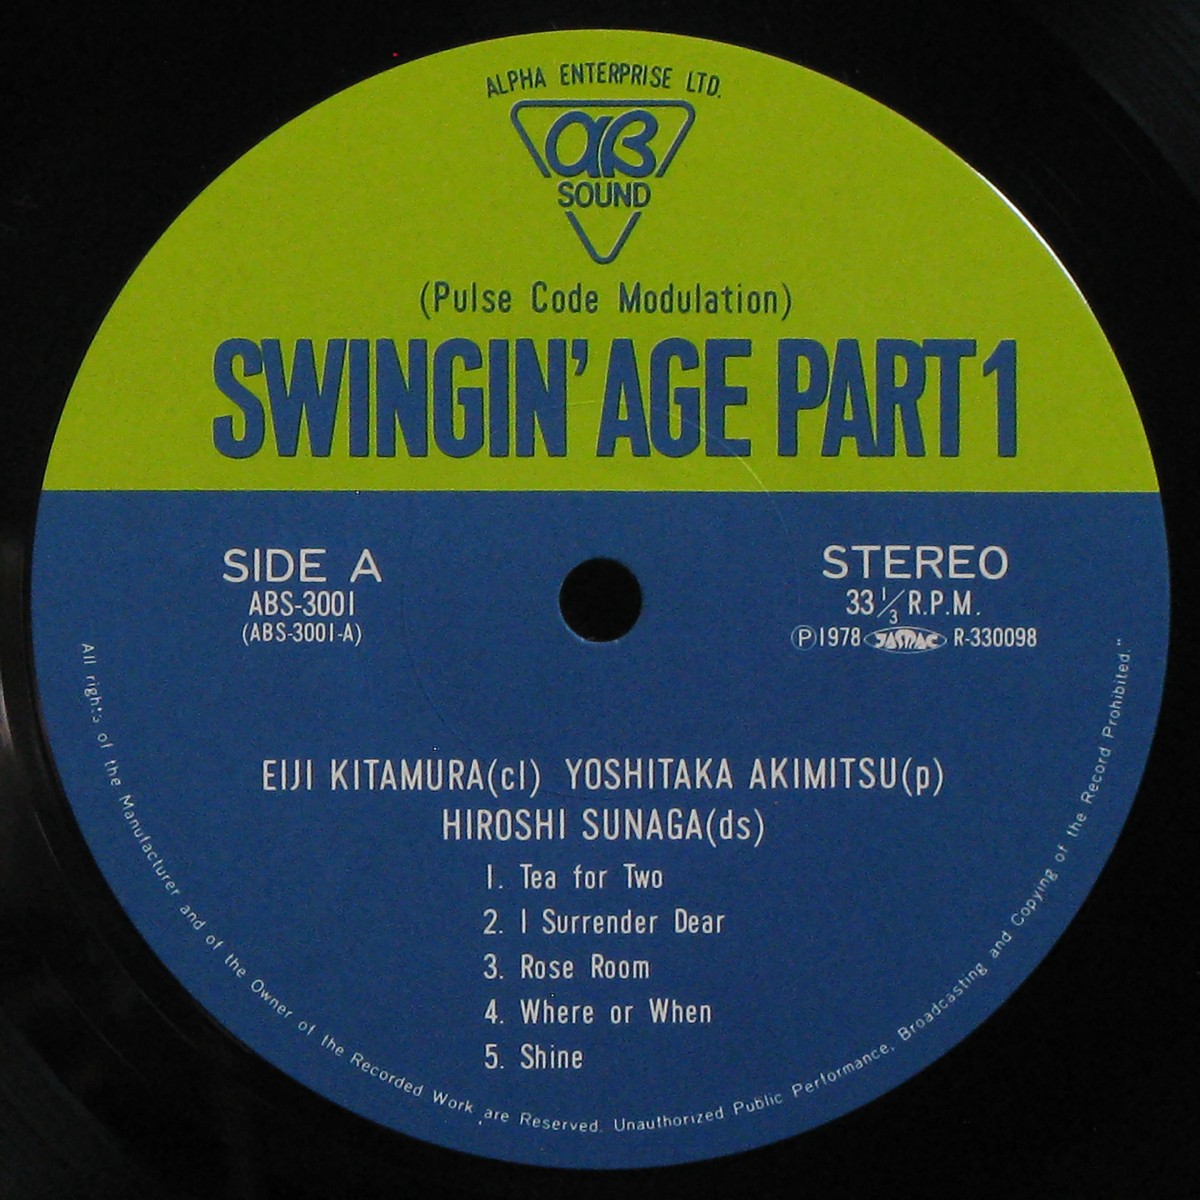 ALPHA ENTERPRISE LTD.
αB
SOUND
(Pulse Code Modulation)
SWINGIN' AGE PART 1
SIDE A
ABS-3001
(ABS-3001-A)
STEREO
33 1/3 R.P.M.
Ⓟ1978 JASRAC R-330098
EIJI KITAMURA(cl) YOSHITAKA AKIMITSU(p)
HIROSHI SUNAGA(ds)
1. Tea for Two
2. I Surrender Dear
3. Rose Room
4. Where or When
5. Shine
All rights of the Manufacturer and of the Owner of the Recorded Work are Reserved. Unauthorized Public Performance, Broadcasting and Copying of the Record Prohibited."